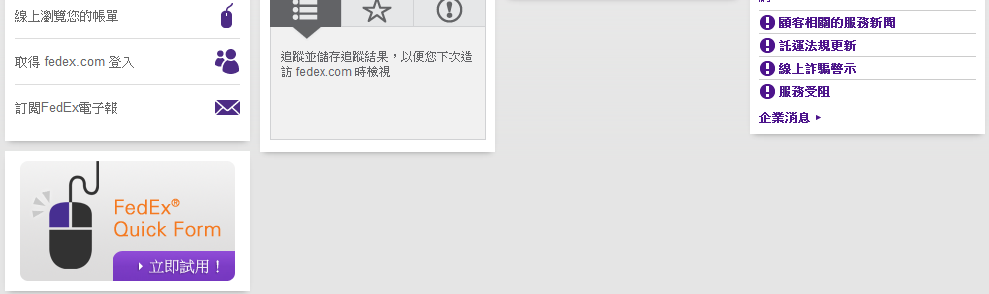 線上瀏覽您的帳單
取得 fedex.com 登入
訂閱FedEx電子報
FedEx®
Quick Form
立即試用！
追蹤並儲存追蹤結果，以便您下次造
訪 fedex.com 時檢視
顧客相關的服務新聞
託運法規更新
線上詐騙警示
服務受阻
企業消息